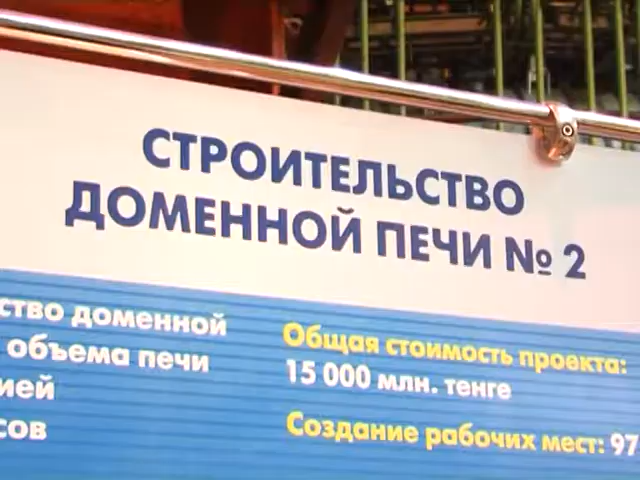 СТРОИТЕЛЬСТВО
ДОМЕННОЙ ПЕЧИ № 2
ство доменной
объема печи
ией
сов
Общая стоимость проекта:
15 000 млн. тенге
Создание рабочих мест: 97